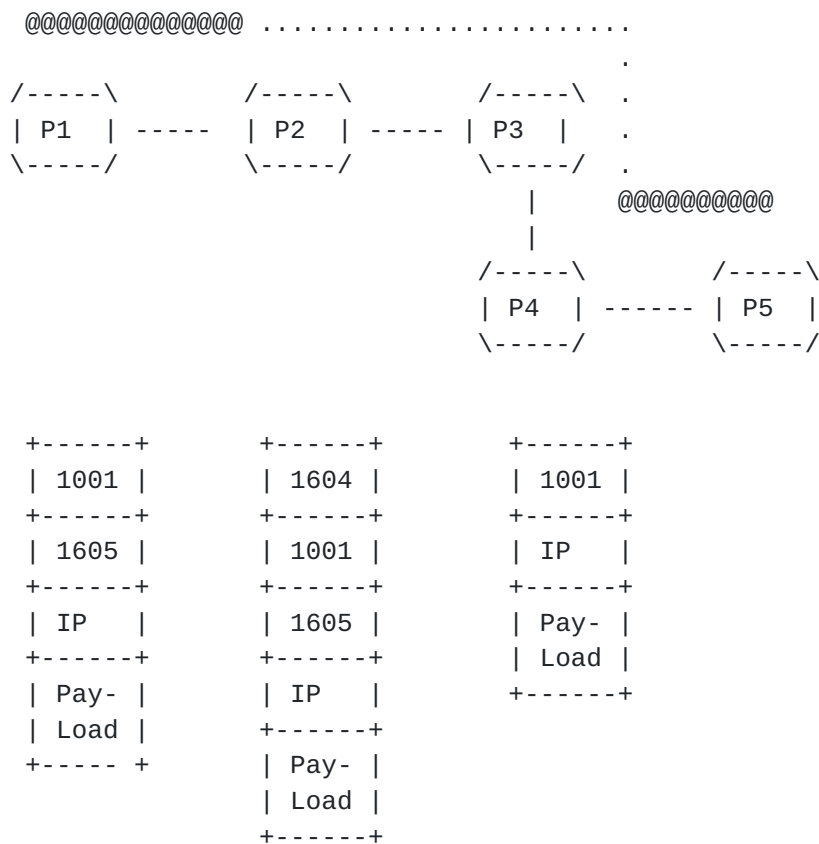 @@@@@@@@@@@@@@ ........................
.
/-----\        /-----\        /-----\  .
| P1  | -----  | P2  | ----- | P3  |   .
\-----/        \-----/        \-----/  .
|     @@@@@@@@@@
|
/-----\        /-----\
| P4  | ------ | P5  |
\-----/        \-----/
+------+       +------+        +------+
| 1001 |       | 1604 |        | 1001 |
+------+       +------+        +------+
| 1605 |       | 1001 |        | IP   |
+------+       +------+        +------+
| IP   |       | 1605 |        | Pay- |
+------+       +------+        | Load |
| Pay- |       | IP   |        +------+
| Load |       +------+
+----- +       | Pay- |
| Load |
+------+